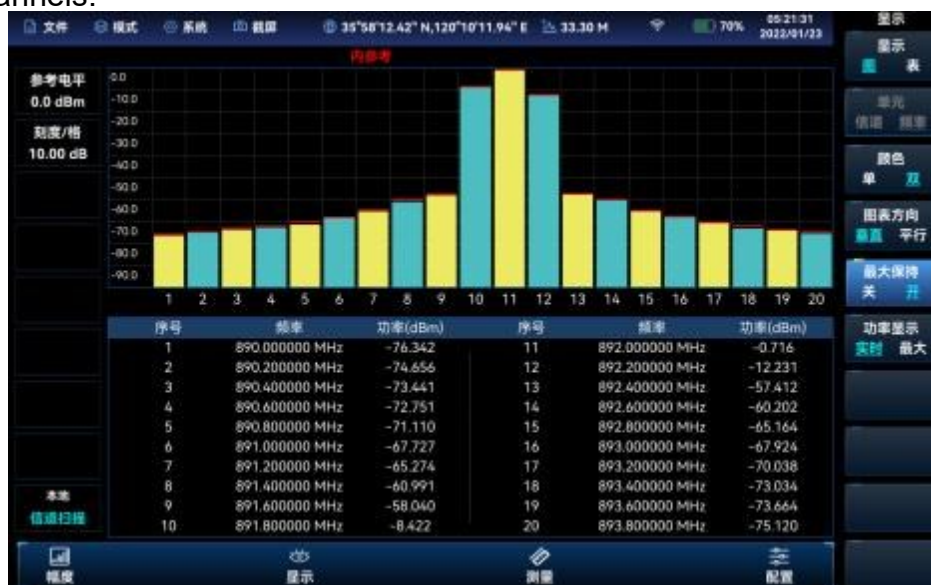 annels.
文件 模式 系统 截屏 35°58'12.42" N,120°10'11.94" E 33.30 M 70% 05:21:31 2022/01/23
显示
内参考
参考电平
0.0 dBm
刻度/格
10.00 dB
0.0
-10.0
-20.0
-30.0
-40.0
-50.0
-60.0
-70.0
-80.0
-90.0
1 2 3 4 5 6 7 8 9 10 11 12 13 14 15 16 17 18 19 20
序号 频率 功率(dBm) 序号 频率 功率(dBm)
1 890.000000 MHz -76.342 11 892.000000 MHz -0.716
2 890.200000 MHz -74.656 12 892.200000 MHz -12.231
3 890.400000 MHz -73.441 13 892.400000 MHz -57.412
4 890.600000 MHz -72.751 14 892.600000 MHz -60.202
5 890.800000 MHz -71.110 15 892.800000 MHz -65.164
6 891.000000 MHz -67.727 16 893.000000 MHz -67.924
7 891.200000 MHz -65.274 17 893.200000 MHz -70.038
8 891.400000 MHz -60.991 18 893.400000 MHz -73.034
9 891.600000 MHz -58.040 19 893.600000 MHz -73.664
10 891.800000 MHz -8.422 20 893.800000 MHz -75.120
本地
信道扫描
显示
图 表
单元
信道 频率
颜色
单 双
图表方向
垂直 平行
最大保持
关 开
功率显示
实时 最大
幅度 显示 测量 配置